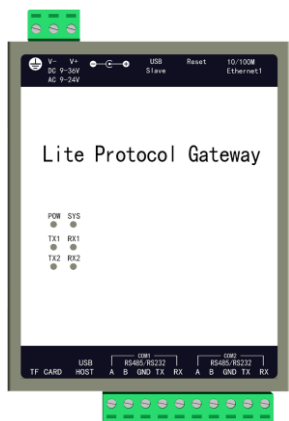 V- V+ USB Reset 10/100M
DC 9-36V Slave Ethernet1
AC 9-24V
Lite Protocol Gateway
POW SYS
TX1 RX1
TX2 RX2
COM1 COM2
USB RS485/RS232 RS485/RS232
TF CARD HOST A B GND TX RX A B GND TX RX